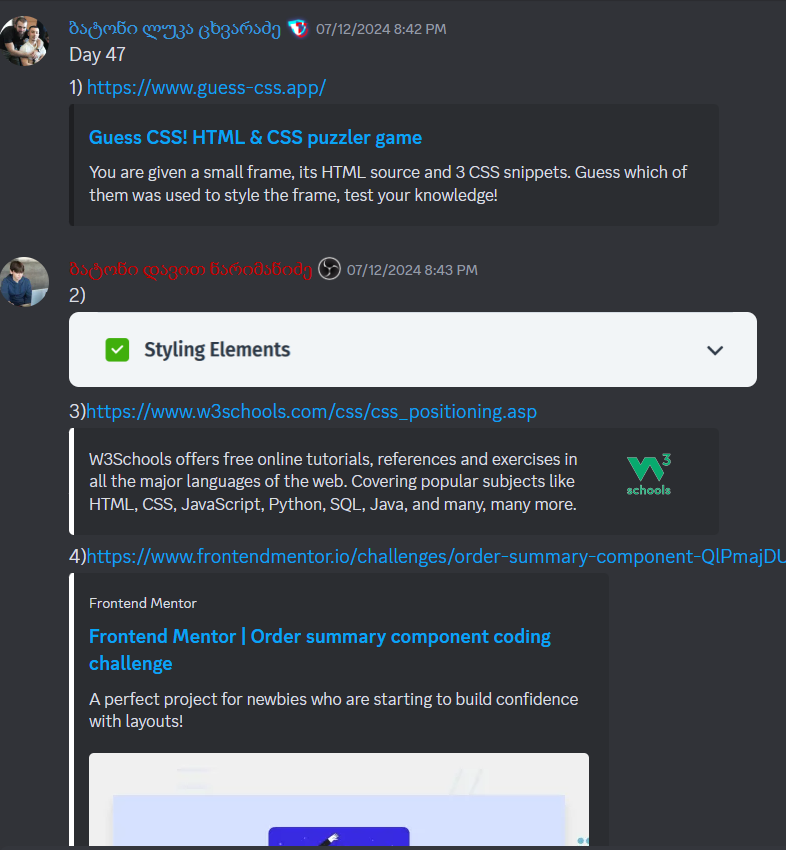 ბატონი ლუკა ცხვარაძე 07/12/2024 8:42 PM
Day 47
1) https://www.guess-css.app/
Guess CSS! HTML & CSS puzzler game
You are given a small frame, its HTML source and 3 CSS snippets. Guess which of
them was used to style the frame, test your knowledge!
ბატონი დავით ნარიმანიძე 07/12/2024 8:43 PM
2)
Styling Elements
3)https://www.w3schools.com/css/css_positioning.asp
W3Schools offers free online tutorials, references and exercises in
all the major languages of the web. Covering popular subjects like
HTML, CSS, JavaScript, Python, SQL, Java, and many, many more.
W3
schools
4)https://www.frontendmentor.io/challenges/order-summary-component-QlPmajDU
Frontend Mentor
Frontend Mentor | Order summary component coding
challenge
A perfect project for newbies who are starting to build confidence
with layouts!